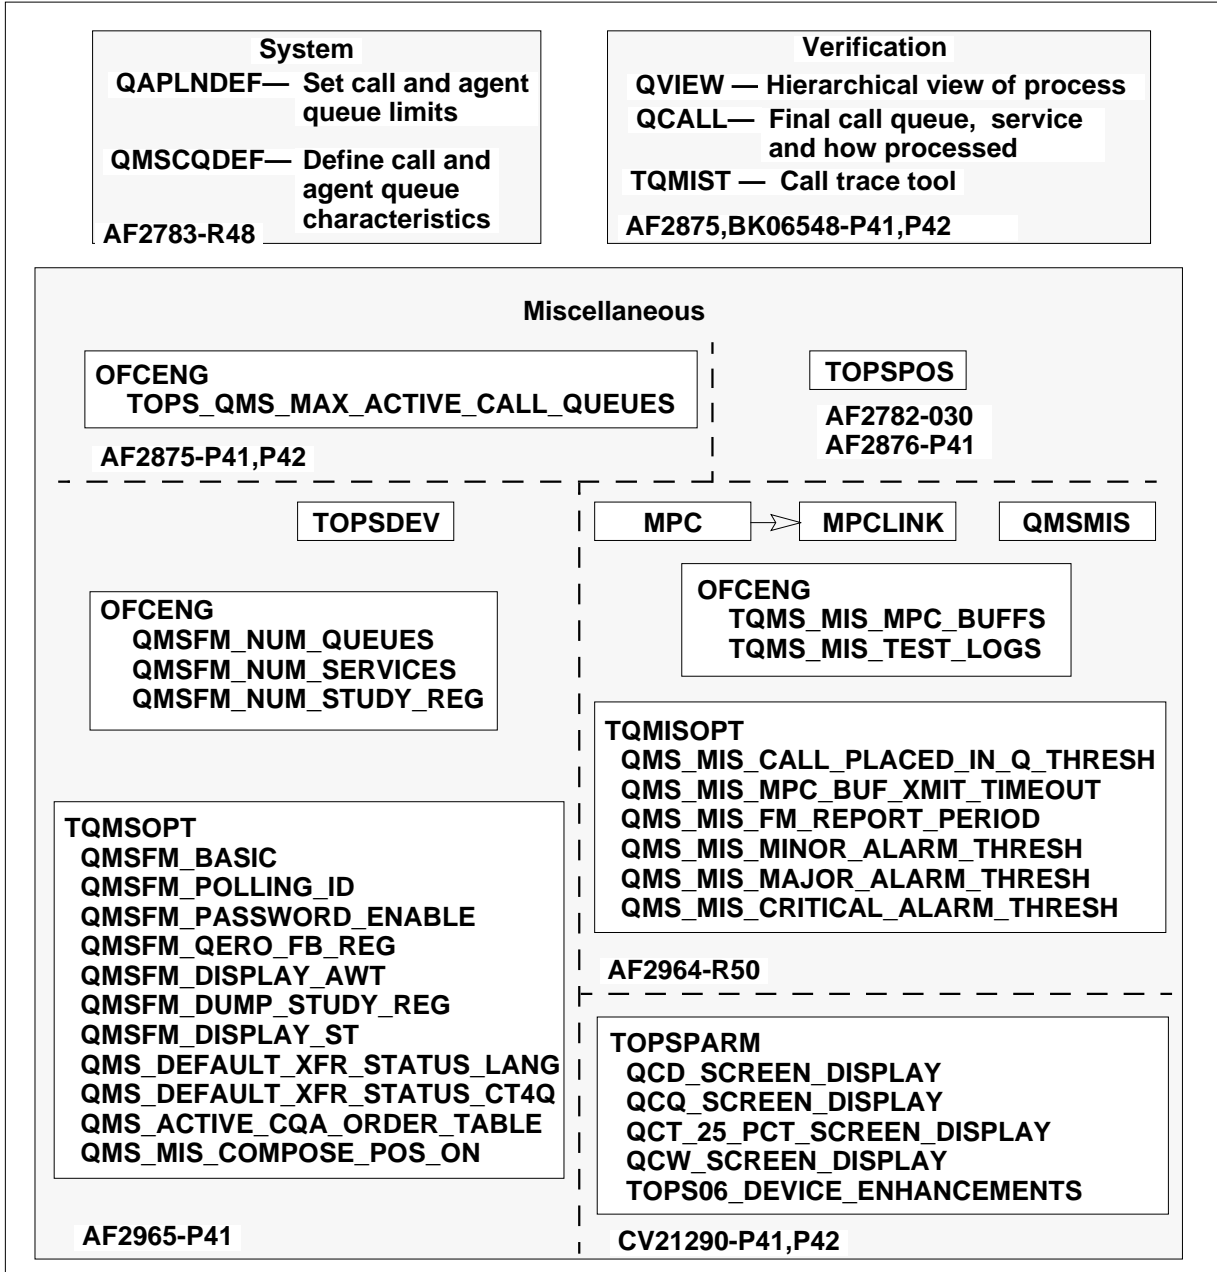 System
QAPLNDEF— Set call and agent
queue limits
QMSCQDEF— Define call and
agent queue
characteristics
AF2783-R48
Verification
QVIEW — Hierarchical view of process
QCALL— Final call queue, service
and how processed
TQMIST — Call trace tool
AF2875,BK06548-P41,P42
Miscellaneous
OFCENG
TOPS_QMS_MAX_ACTIVE_CALL_QUEUES
AF2875-P41,P42
TOPSPOS
AF2782-030
AF2876-P41
TOPSDEV
OFCENG
QMSFM_NUM_QUEUES
QMSFM_NUM_SERVICES
QMSFM_NUM_STUDY_REG
TQMSOPT
QMSFM_BASIC
QMSFM_POLLING_ID
QMSFM_PASSWORD_ENABLE
QMSFM_QERO_FB_REG
QMSFM_DISPLAY_AWT
QMSFM_DUMP_STUDY_REG
QMSFM_DISPLAY_ST
QMS_DEFAULT_XFR_STATUS_LANG
QMS_DEFAULT_XFR_STATUS_CT4Q
QMS_ACTIVE_CQA_ORDER_TABLE
QMS_MIS_COMPOSE_POS_ON
AF2965-P41
MPC
MPCLINK
QMSMIS
OFCENG
TQMS_MIS_MPC_BUFFS
TQMS_MIS_TEST_LOGS
TQMISOPT
QMS_MIS_CALL_PLACED_IN_Q_THRESH
QMS_MIS_MPC_BUF_XMIT_TIMEOUT
QMS_MIS_FM_REPORT_PERIOD
QMS_MIS_MINOR_ALARM_THRESH
QMS_MIS_MAJOR_ALARM_THRESH
QMS_MIS_CRITICAL_ALARM_THRESH
AF2964-R50
TOPSPARM
QCD_SCREEN_DISPLAY
QCQ_SCREEN_DISPLAY
QCT_25_PCT_SCREEN_DISPLAY
QCW_SCREEN_DISPLAY
TOPS06_DEVICE_ENHANCEMENTS
CV21290-P41,P42